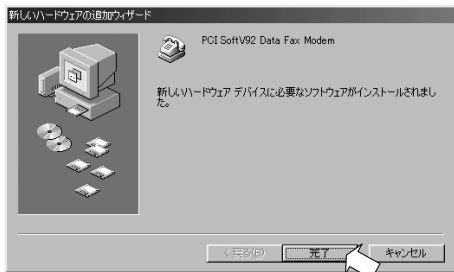 新しいハードウェアの追加ウィザード
PCI SoftV92 Data Fax Modem
新しいハードウェア デバイスに必要なソフトウェアがインストールされまし
た。
< 戻る(B)
完了
キャンセル